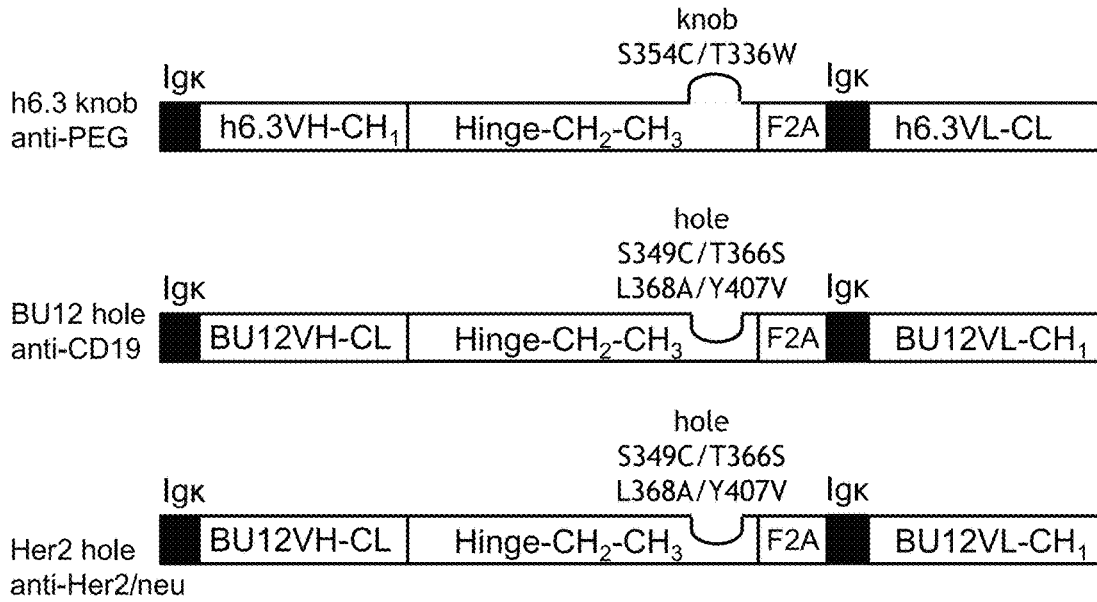 knob
S354C/T336W
Igκ
Igκ
h6.3 knob
anti-PEG
h6.3VH-CH₁
Hinge-CH₂-CH₃
F2A
h6.3VL-CL
hole
S349C/T366S
L368A/Y407V
Igκ
Igκ
BU12 hole
anti-CD19
BU12VH-CL
Hinge-CH₂-CH₃
F2A
BU12VL-CH₁
hole
S349C/T366S
L368A/Y407V
Igκ
Igκ
Her2 hole
anti-Her2/neu
BU12VH-CL
Hinge-CH₂-CH₃
F2A
BU12VL-CH₁